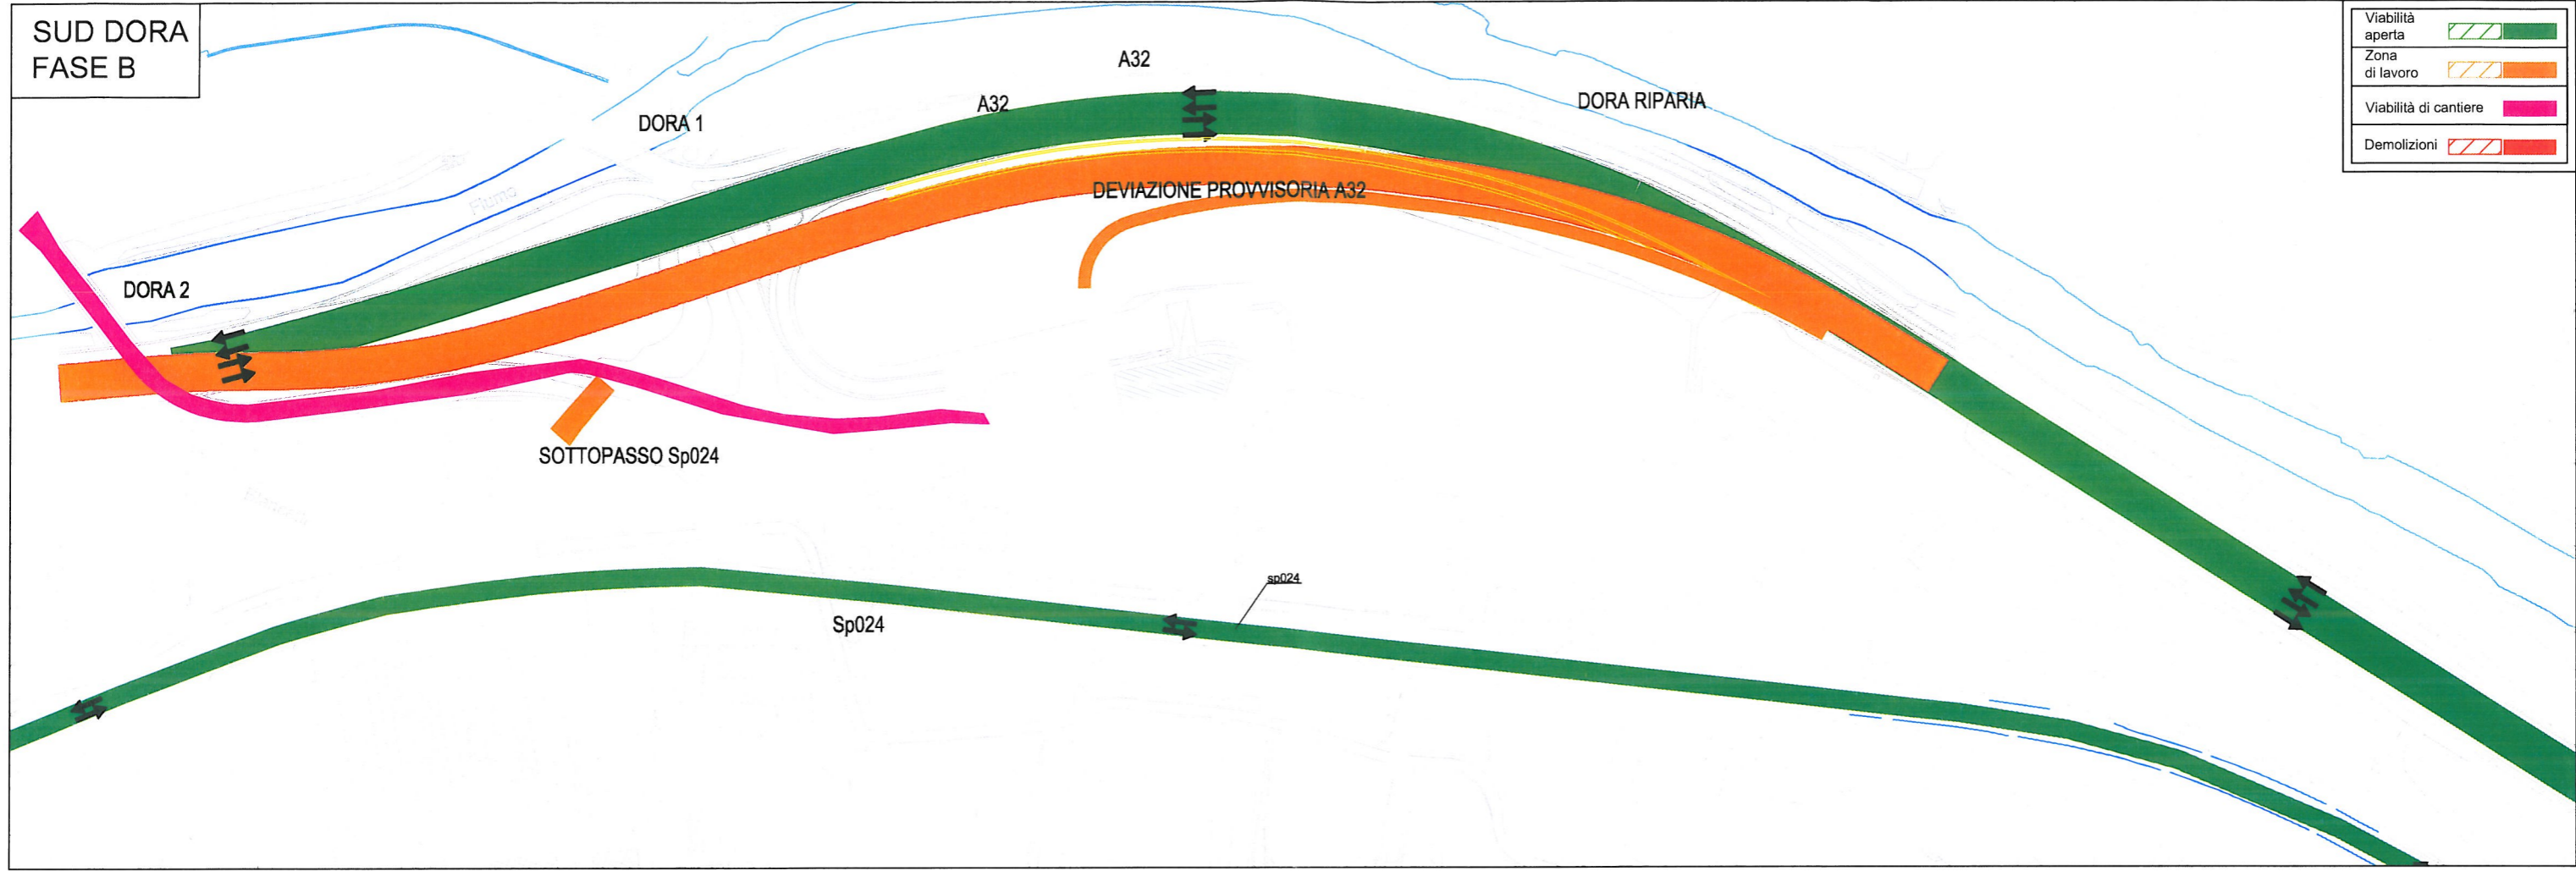 SUD DORA
FASE B
Viabilità
aperta
Zona
di lavoro
Viabilità di cantiere
Demolizioni
A32
A32
DORA RIPARIA
DORA 1
DEVIAZIONE PROVVISORIA A32
Fiume
DORA 2
SOTTOPASSO Sp024
sp024
Sp024